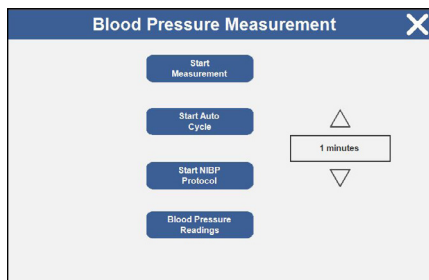 Blood Pressure Measurement
Start
Measurement
Start Auto
Cycle
1 minutes
Start NIBP
Protocol
Blood Pressure
Readings